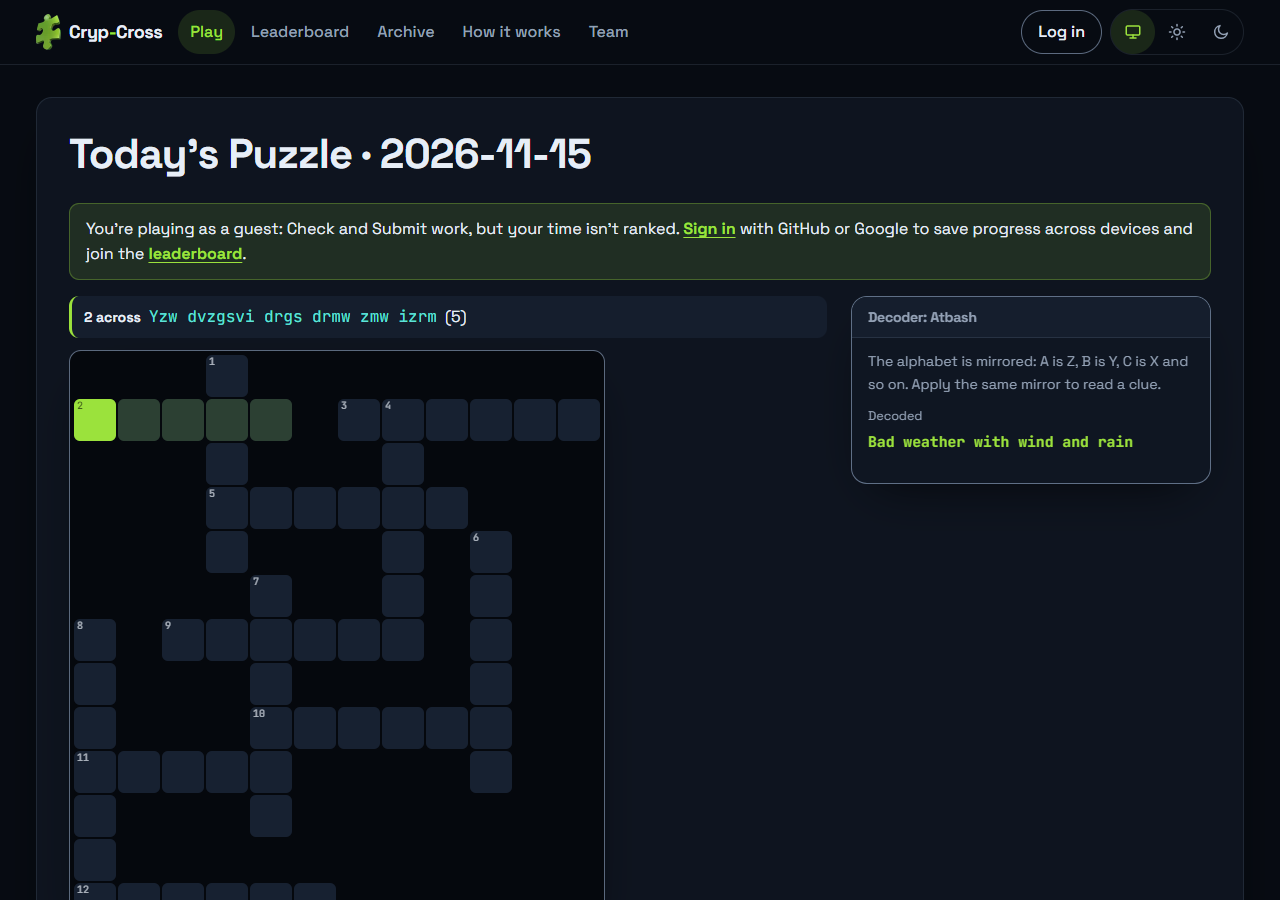 Cryp-Cross Play Leaderboard Archive How it works Team Log in
Today's Puzzle · 2026-11-15
You're playing as a guest: Check and Submit work, but your time isn't ranked. Sign in with GitHub or Google to save progress across devices and
join the leaderboard.
2 across Yzw dvzgsvi drgs drmw zmw izrm (5)
Decoder: Atbash
The alphabet is mirrored: A is Z, B is Y, C is X and
so on. Apply the same mirror to read a clue.
Decoded
Bad weather with wind and rain
1
2 3 4
5
6
7
8 9
10
11
12